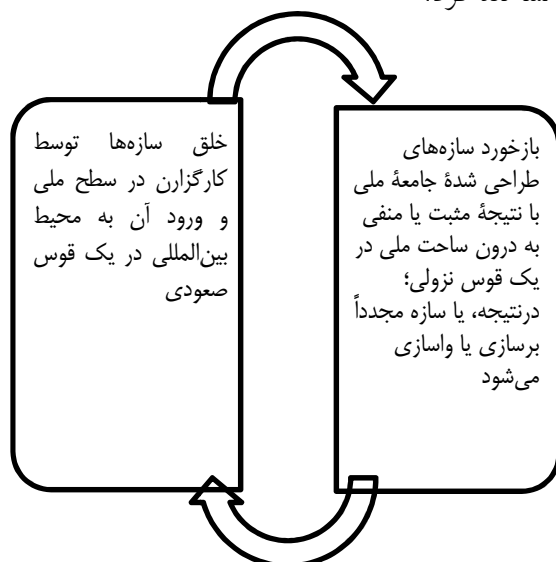 بازخورد سازه‌های
طراحی شدهٔ جامعهٔ ملی
با نتیجهٔ مثبت یا منفی
به درون ساحت ملی در
یک قوس نزولی؛
درنتیجه، یا سازه مجدداً
برسازی یا واسازی
می‌شود
خلق سازه‌ها توسط
کارگزارن در سطح ملی
و ورود آن به محیط
بین‌المللی در یک قوس
صعودی